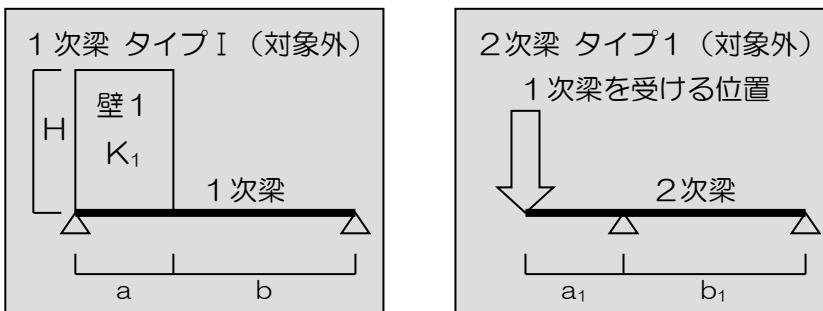 1次梁 タイプⅠ（対象外）
H
壁1
K₁
1次梁
a
b
2次梁 タイプ1（対象外）
1次梁を受ける位置
2次梁
a₁
b₁